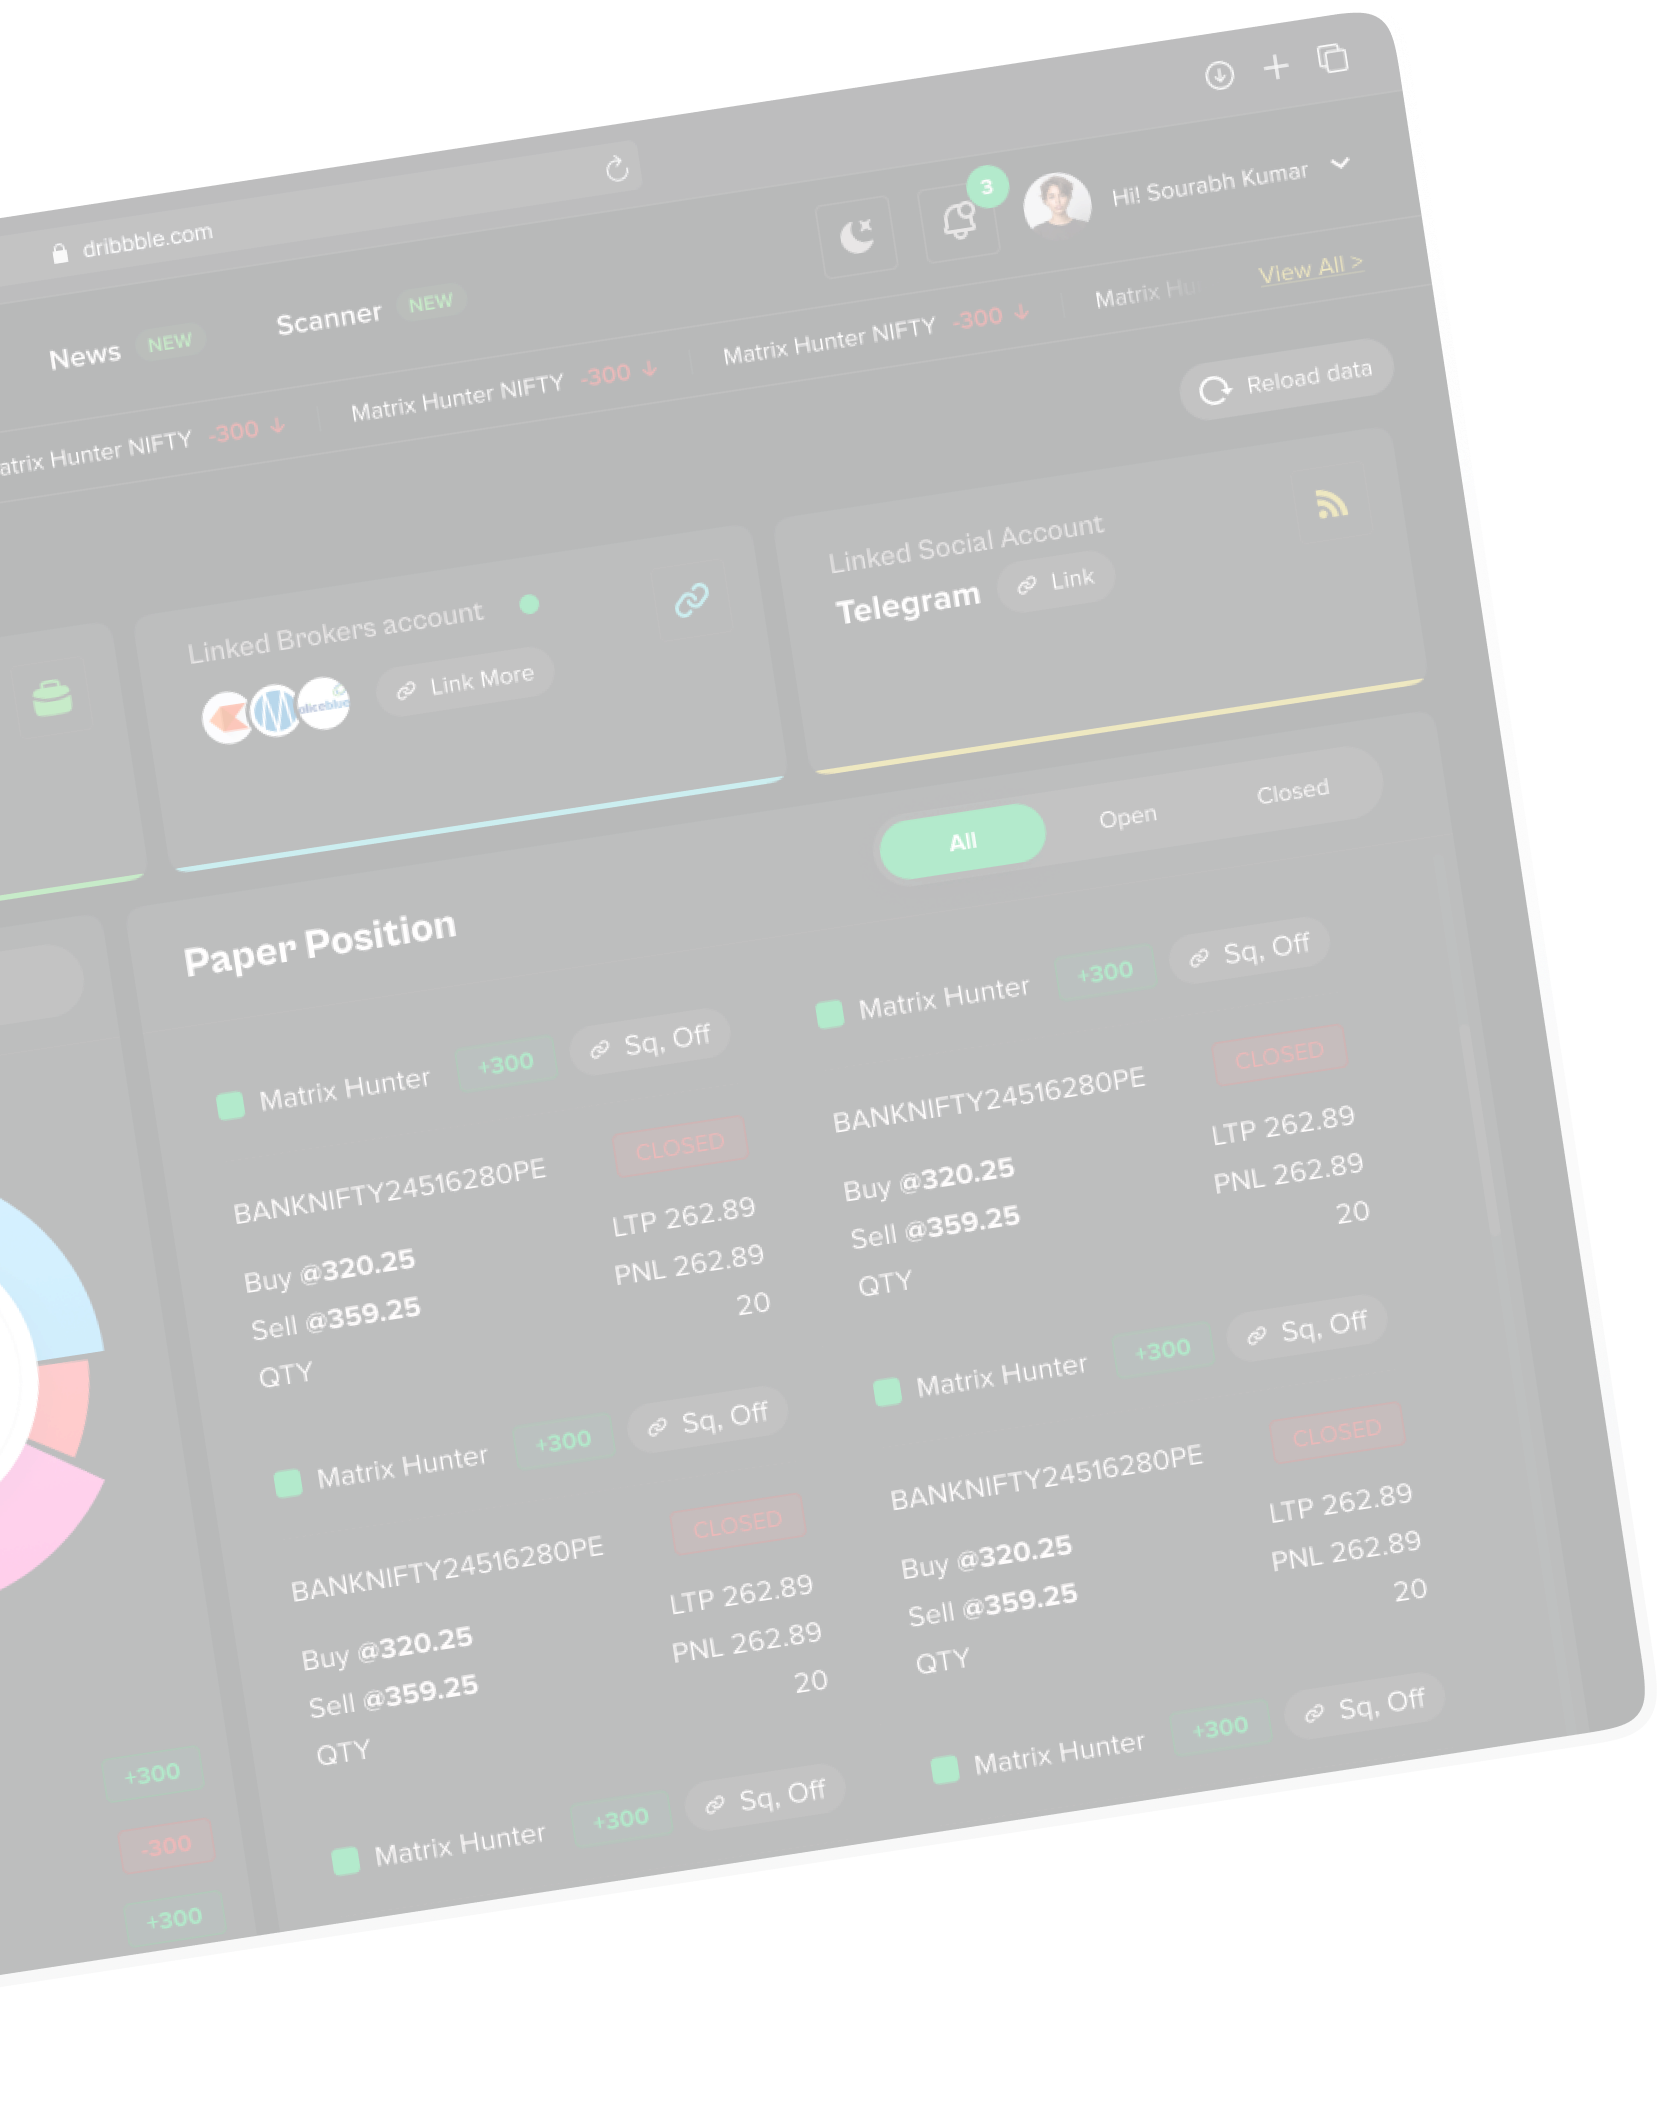 dribbble.com
3
Hi! Sourabh Kumar
News NEW
Scanner NEW
atrix Hunter NIFTY -300
Matrix Hunter NIFTY -300
Matrix Hunter NIFTY -300
Matrix Hu
View All >
Reload data
Linked Brokers account
aliceblue
Link More
Linked Social Account
Telegram
Link
Paper Position
All
Open
Closed
Matrix Hunter +300 Sq, Off
BANKNIFTY24516280PE CLOSED
Buy @320.25 LTP 262.89
Sell @359.25 PNL 262.89
QTY 20
Matrix Hunter +300 Sq, Off
BANKNIFTY24516280PE CLOSED
Buy @320.25 LTP 262.89
Sell @359.25 PNL 262.89
QTY 20
Matrix Hunter +300 Sq, Off
BANKNIFTY24516280PE CLOSED
Buy @320.25 LTP 262.89
Sell @359.25 PNL 262.89
QTY 20
Matrix Hunter +300 Sq, Off
BANKNIFTY24516280PE CLOSED
Buy @320.25 LTP 262.89
Sell @359.25 PNL 262.89
QTY 20
Matrix Hunter +300 Sq, Off
Matrix Hunter +300 Sq, Off
+300
-300
+300